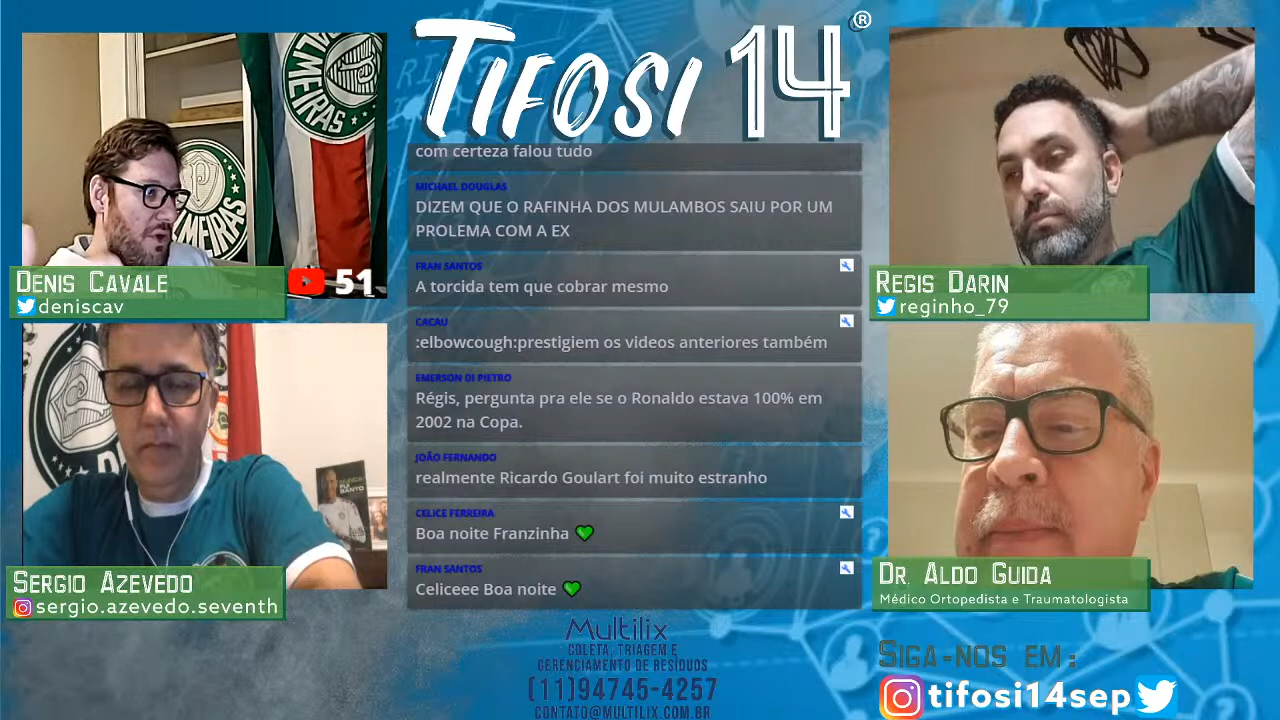 TIFOSI 14®
PALMEIRAS
PALMEIRAS
DENIS CAVALE
deniscav
51
REGIS DARIN
reginho_79
com certeza falou tudo
MICHAEL DOUGLAS
DIZEM QUE O RAFINHA DOS MULAMBOS SAIU POR UM
PROLEMA COM A EX
FRAN SANTOS
A torcida tem que cobrar mesmo
CACAU
:elbowcough:prestigiem os videos anteriores também
EMERSON DI PIETRO
Régis, pergunta pra ele se o Ronaldo estava 100% em
2002 na Copa.
JOÃO FERNANDO
realmente Ricardo Goulart foi muito estranho
CELICE FERREIRA
Boa noite Franzinha 💚
FRAN SANTOS
Celiceee Boa noite 💚
SERGIO AZEVEDO
sergio.azevedo.seventh
DR. ALDO GUIDA
Médico Ortopedista e Traumatologista
Multilix
COLETA, TRIAGEM E
GERENCIAMENTO DE RESÍDUOS
(11)94745-4257
CONTATO@MULTILIX.COM.BR
SIGA-NOS EM:
tifosi14sep